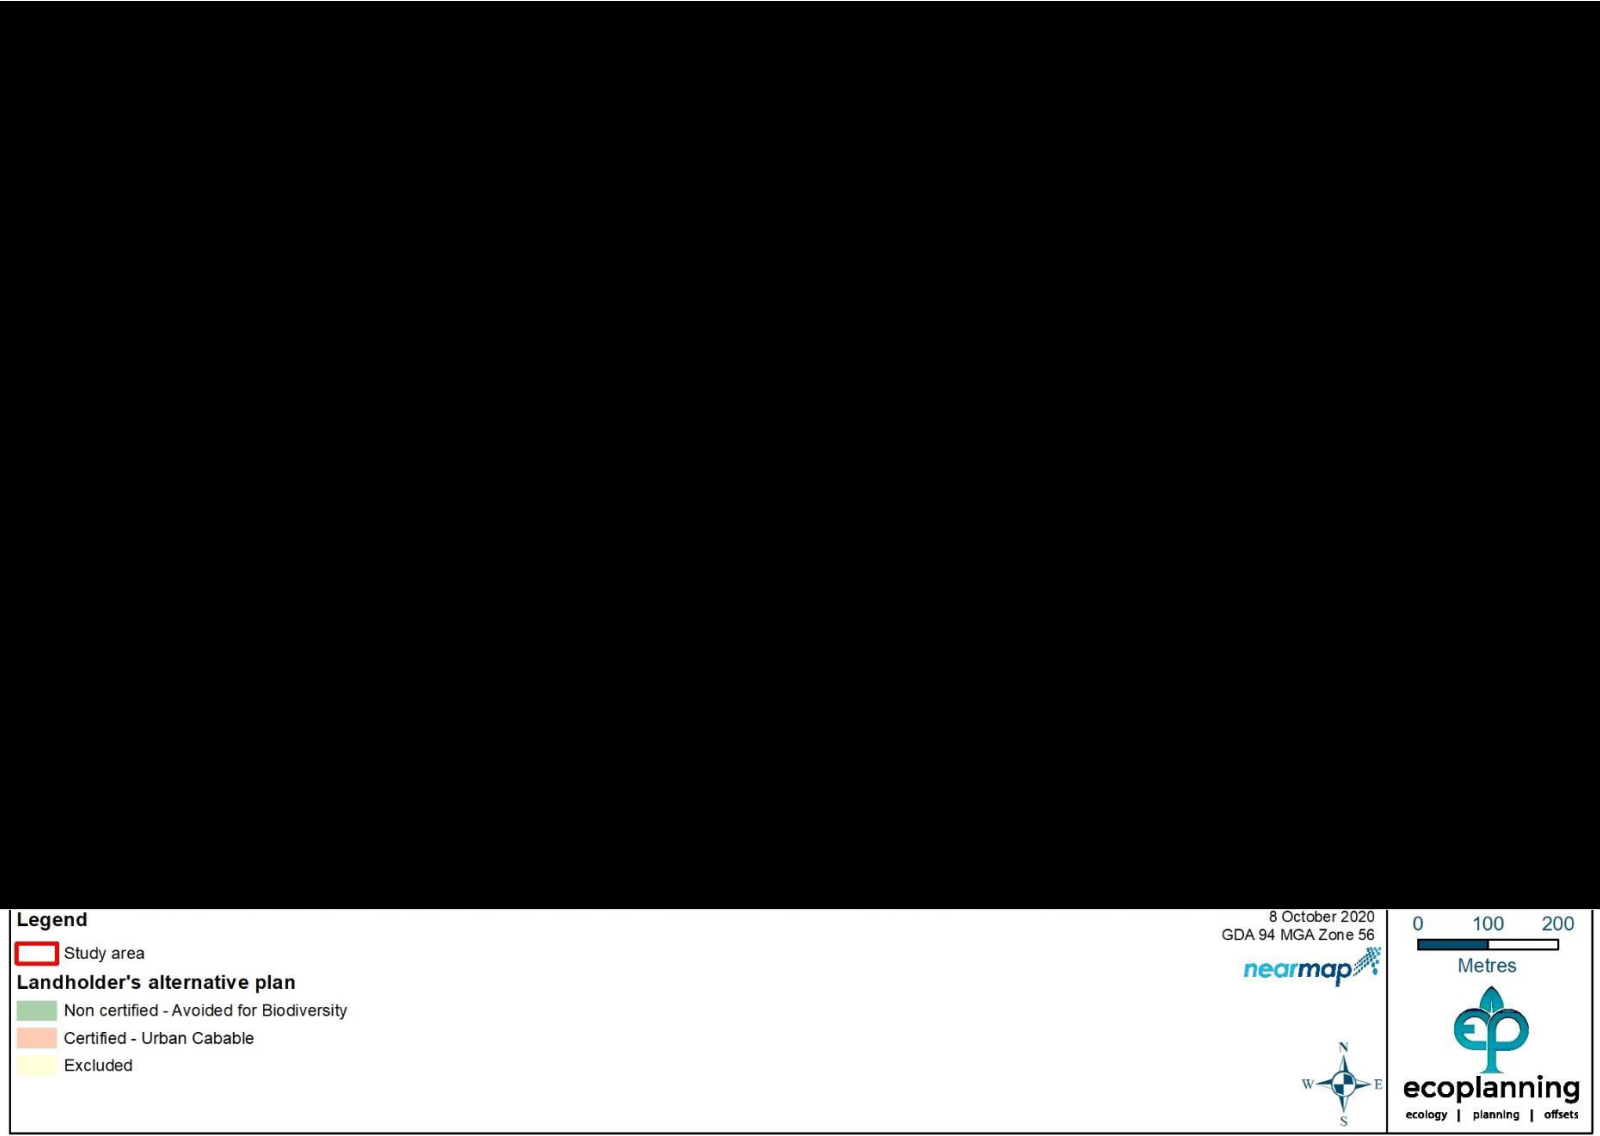 Legend
Study area
Landholder's alternative plan
Non certified - Avoided for Biodiversity
Certified - Urban Cabable
Excluded
8 October 2020
GDA 94 MGA Zone 56
nearmap
N
W E
S
0 100 200
Metres
ep
ecoplanning
ecology | planning | offsets